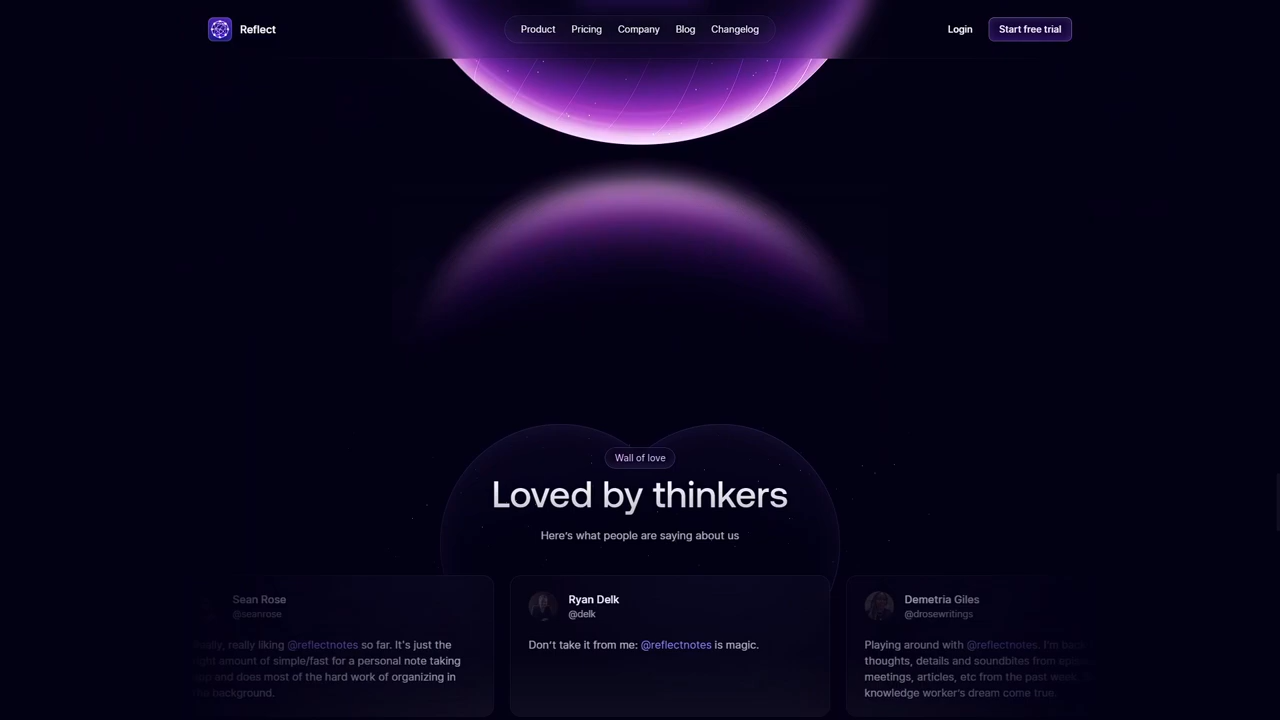 Reflect
Product Pricing Company Blog Changelog
Login
Start free trial
Wall of love
Loved by thinkers
Here's what people are saying about us
Sean Rose
@seanrose
really, really liking @reflectnotes so far. It's just the
right amount of simple/fast for a personal note taking
app and does most of the hard work of organizing in
the background.
Ryan Delk
@delk
Don't take it from me: @reflectnotes is magic.
Demetria Giles
@drosewritings
Playing around with @reflectnotes. I'm back
thoughts, details and soundbites from
meetings, articles, etc from the past week.
knowledge worker's dream come true.